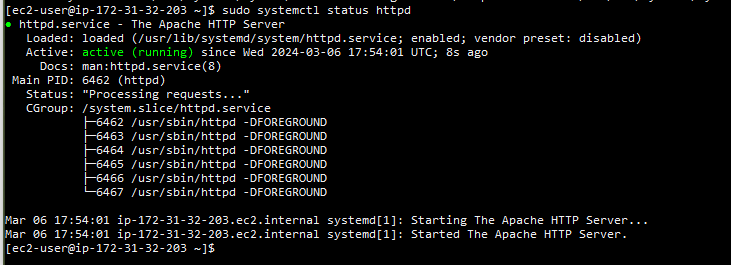 [ec2-user@ip-172-31-32-203 ~]$ sudo systemctl status httpd
● httpd.service - The Apache HTTP Server
   Loaded: loaded (/usr/lib/systemd/system/httpd.service; enabled; vendor preset: disabled)
   Active: active (running) since Wed 2024-03-06 17:54:01 UTC; 8s ago
     Docs: man:httpd.service(8)
 Main PID: 6462 (httpd)
   Status: "Processing requests..."
   CGroup: /system.slice/httpd.service
           ├─6462 /usr/sbin/httpd -DFOREGROUND
           ├─6463 /usr/sbin/httpd -DFOREGROUND
           ├─6464 /usr/sbin/httpd -DFOREGROUND
           ├─6465 /usr/sbin/httpd -DFOREGROUND
           ├─6466 /usr/sbin/httpd -DFOREGROUND
           └─6467 /usr/sbin/httpd -DFOREGROUND
Mar 06 17:54:01 ip-172-31-32-203.ec2.internal systemd[1]: Starting The Apache HTTP Server...
Mar 06 17:54:01 ip-172-31-32-203.ec2.internal systemd[1]: Started The Apache HTTP Server.
[ec2-user@ip-172-31-32-203 ~]$